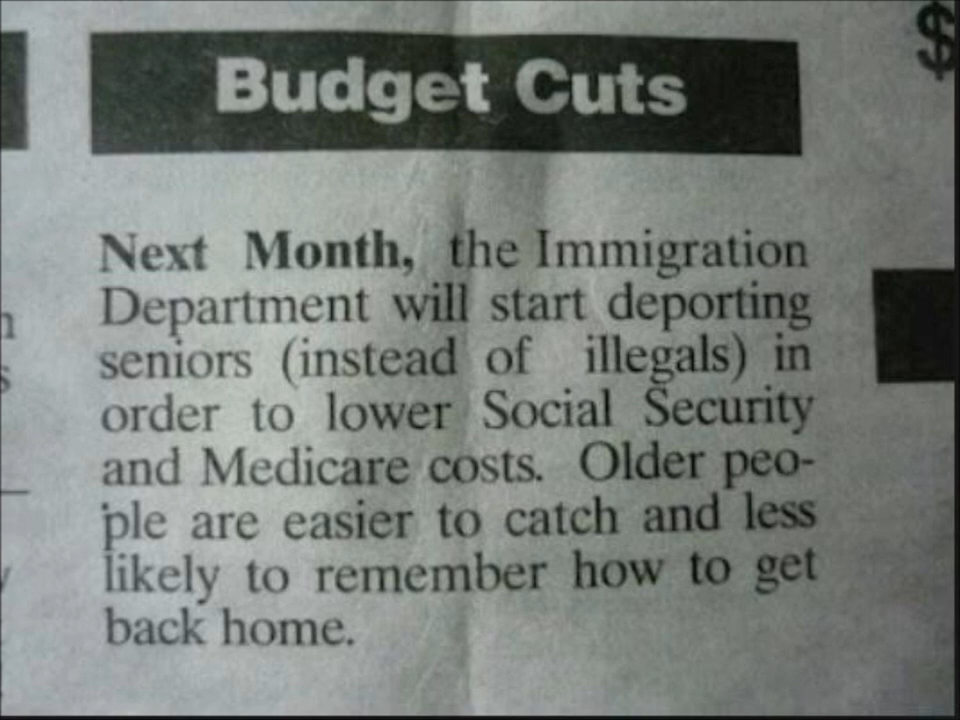 $
Budget Cuts
Next Month, the Immigration
Department will start deporting
seniors (instead of illegals) in
order to lower Social Security
and Medicare costs. Older peo-
ple are easier to catch and less
likely to remember how to get
back home.